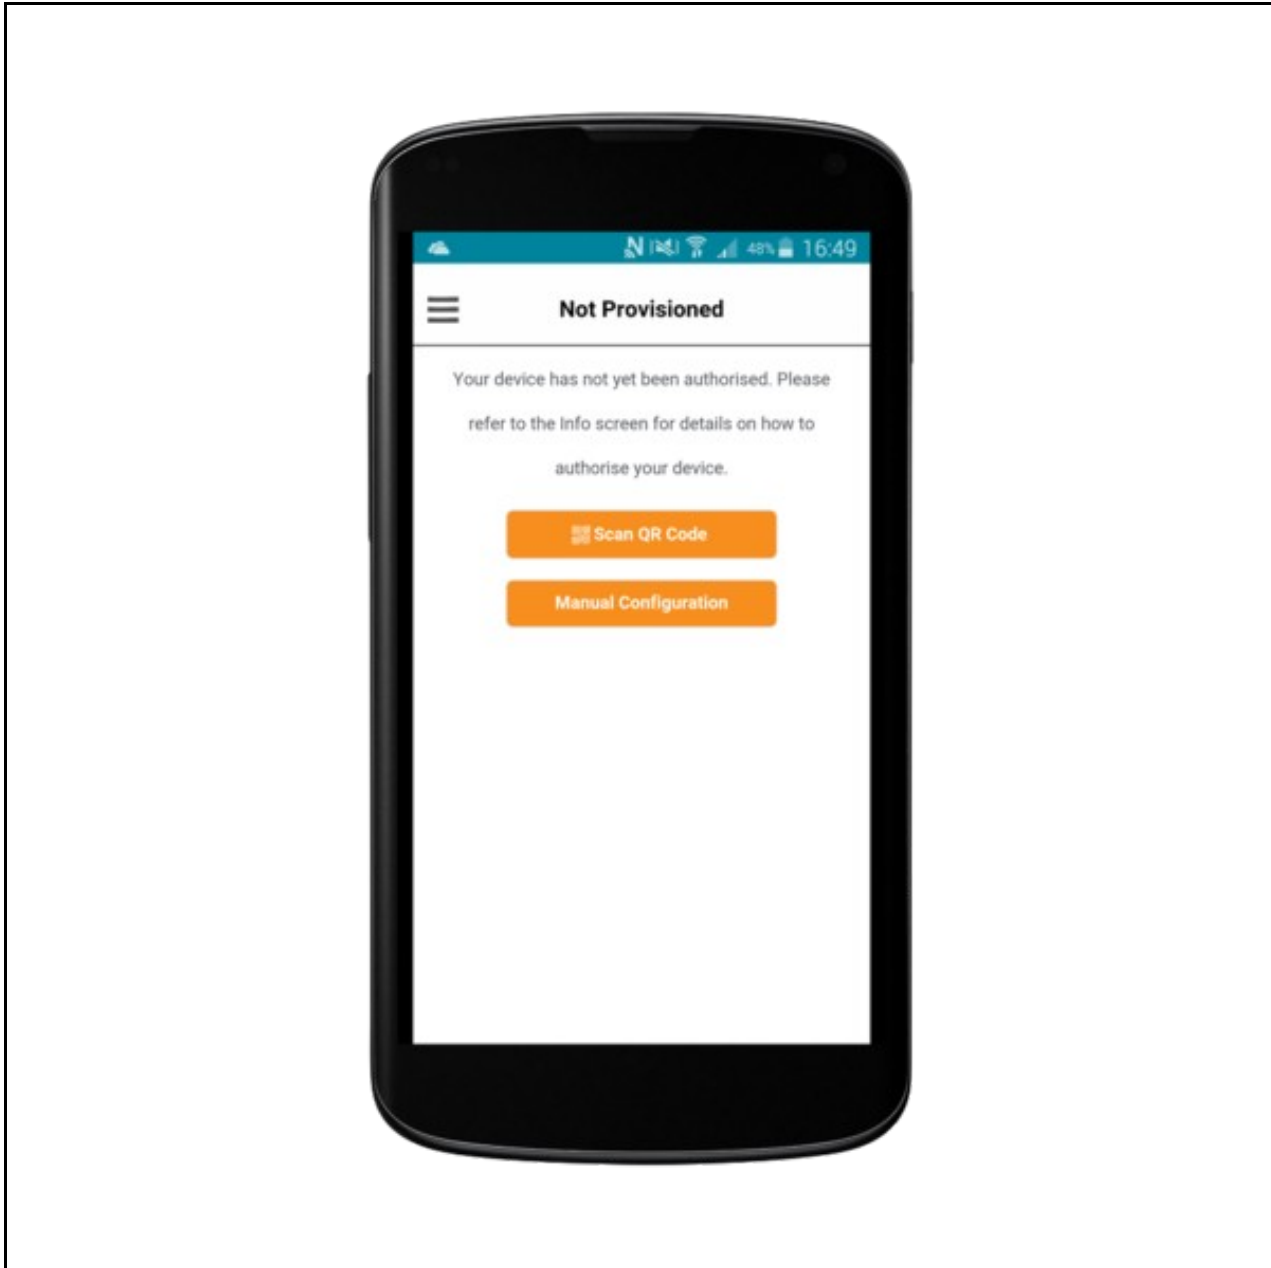 48% 16:49
Not Provisioned
Your device has not yet been authorised. Please
refer to the Info screen for details on how to
authorise your device.
Scan QR Code
Manual Configuration